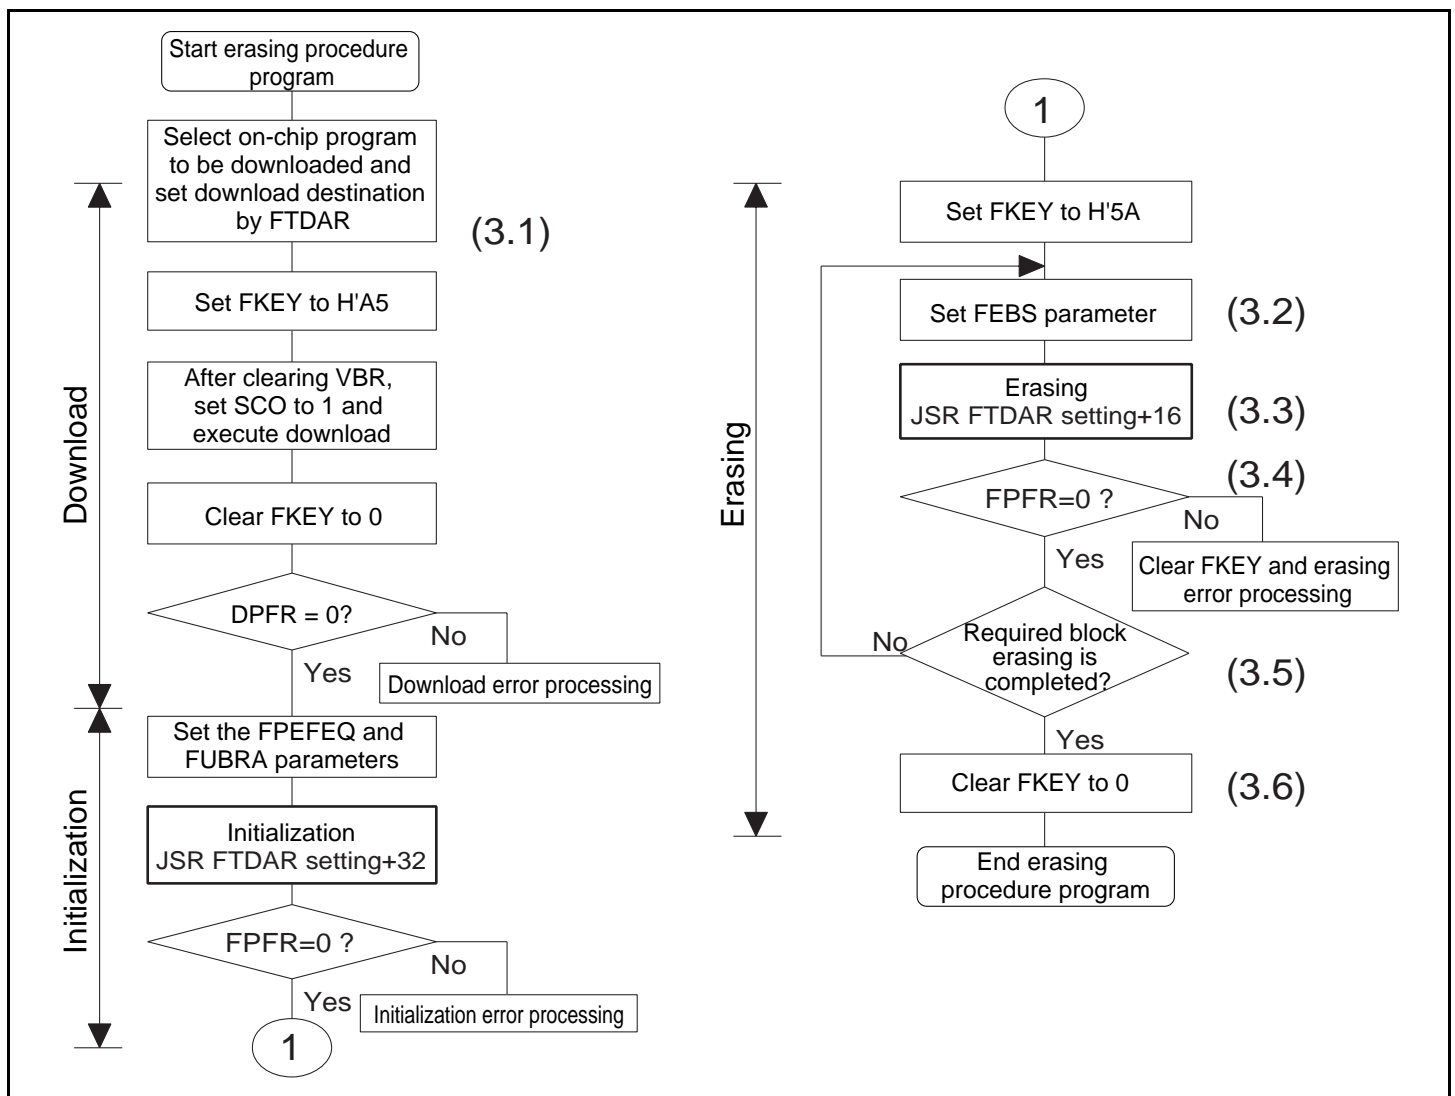 Start erasing procedure
program
Select on-chip program
to be downloaded and
set download destination
by FTDAR
(3.1)
Set FKEY to H'A5
After clearing VBR,
set SCO to 1 and
execute download
Clear FKEY to 0
DPFR = 0?
No
Yes
Download error processing
Download
Set the FPEFEQ and
FUBRA parameters
Initialization
JSR FTDAR setting+32
FPFR=0 ?
No
Yes
Initialization error processing
Initialization
1
1
Set FKEY to H'5A
Set FEBS parameter
(3.2)
Erasing
JSR FTDAR setting+16
(3.3)
(3.4)
FPFR=0 ?
No
Yes
Clear FKEY and erasing
error processing
Erasing
No
Required block
erasing is
completed?
(3.5)
Yes
Clear FKEY to 0
(3.6)
End erasing
procedure program